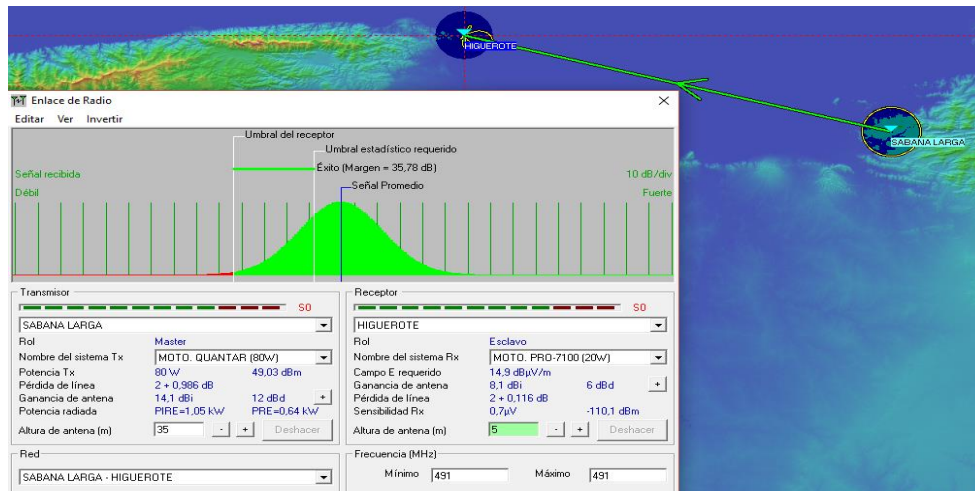 HIGUEROTE
SABANA LARGA
Enlace de Radio
Editar Ver Invertir
Umbral del receptor
Umbral estadístico requerido
Éxito (Margen = 35,78 dB)
Señal recibida
10 dB/div
Señal Promedio
Débil
Fuerte
Transmisor
S0
SABANA LARGA
Rol Master
Nombre del sistema Tx MOTO. QUANTAR (80W)
Potencia Tx 80 W 49,03 dBm
Pérdida de línea 2 + 0,986 dB
Ganancia de antena 14,1 dBi 12 dBd +
Potencia radiada PIRE=1,05 kW PRE=0,64 kW
Altura de antena (m) 35 - + Deshacer
Red
SABANA LARGA - HIGUEROTE
Receptor
S0
HIGUEROTE
Rol Esclavo
Nombre del sistema Rx MOTO. PRO-7100 (20W)
Campo E requerido 14,9 dBµV/m
Ganancia de antena 8,1 dBi 6 dBd +
Pérdida de línea 2 + 0,116 dB
Sensibilidad Rx 0,7µV -110,1 dBm
Altura de antena (m) 5 - + Deshacer
Frecuencia (MHz)
Mínimo 491 Máximo 491